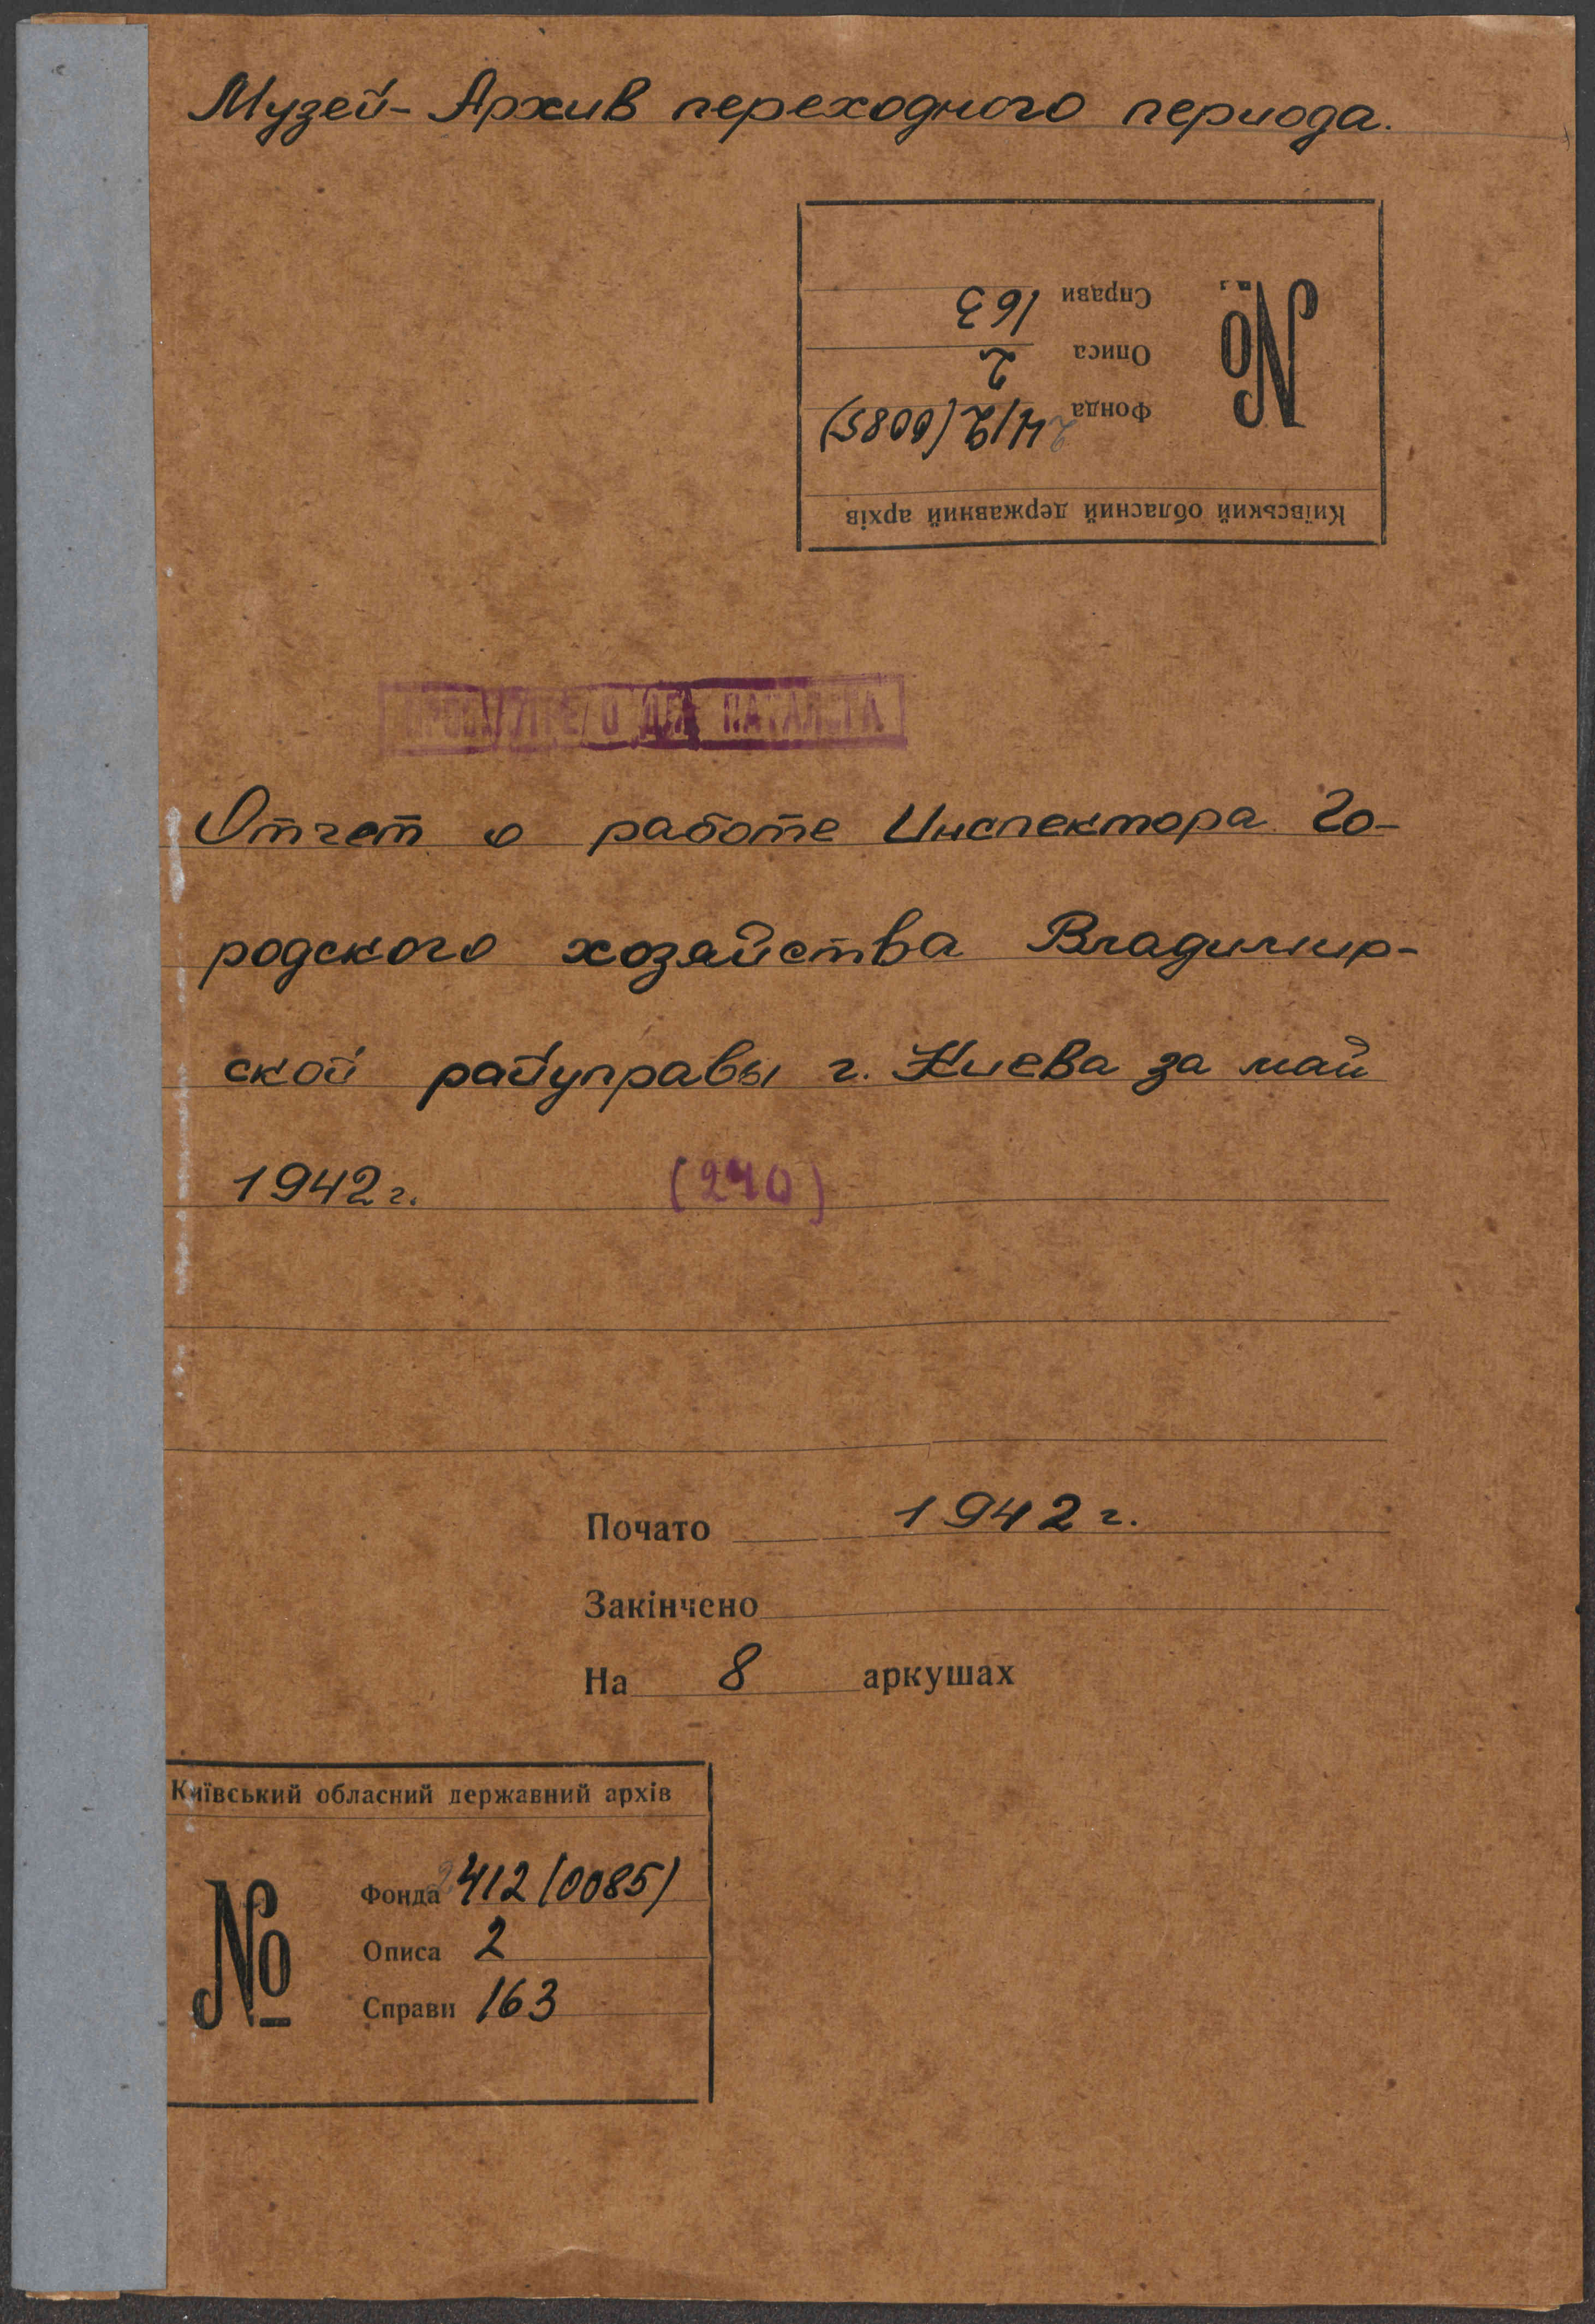 Музей-Архив переходного периода.
Київський обласний державний архів
№
Фонда 2412 (0085)
Описа 2
Справи 163
Отчет о работе Инспектора Го-
родского хозяйства Владимир-
ской райуправы г. Киева за май
1942 г. (240)
Почато 1942 г.
Закінчено
На 8 аркушах
Київський обласний державний архів
№
Фонда 2412 (0085)
Описа 2
Справи 163